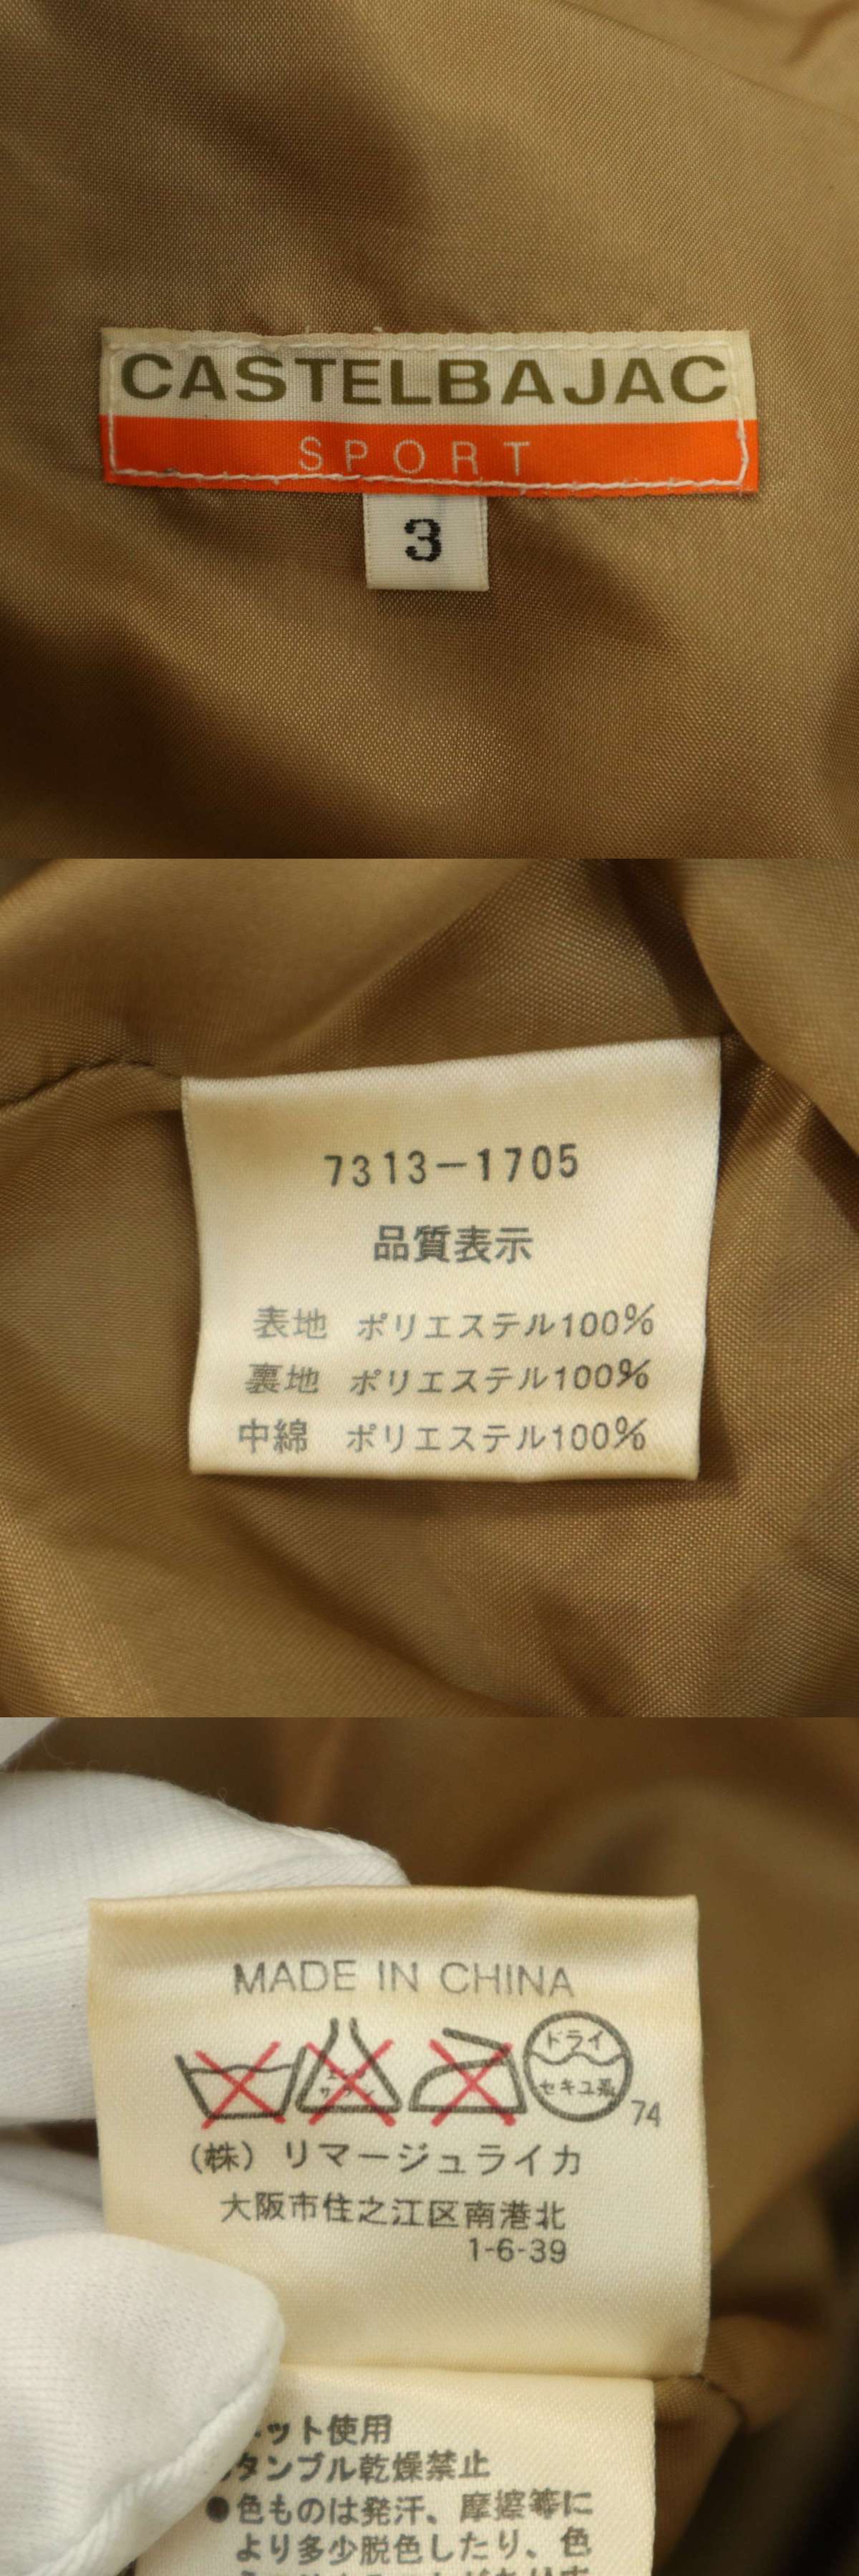 CASTELBAJAC
SPORT
3
7313-1705
品質表示
表地 ポリエステル100%
裏地 ポリエステル100%
中綿 ポリエステル100%
MADE IN CHINA
ドライ
セキユ系
74
(株) リマージュライカ
大阪市住之江区南港北
1-6-39
ット使用
タンブル乾燥禁止
●色ものは発汗、摩擦等に
より多少脱色したり、色